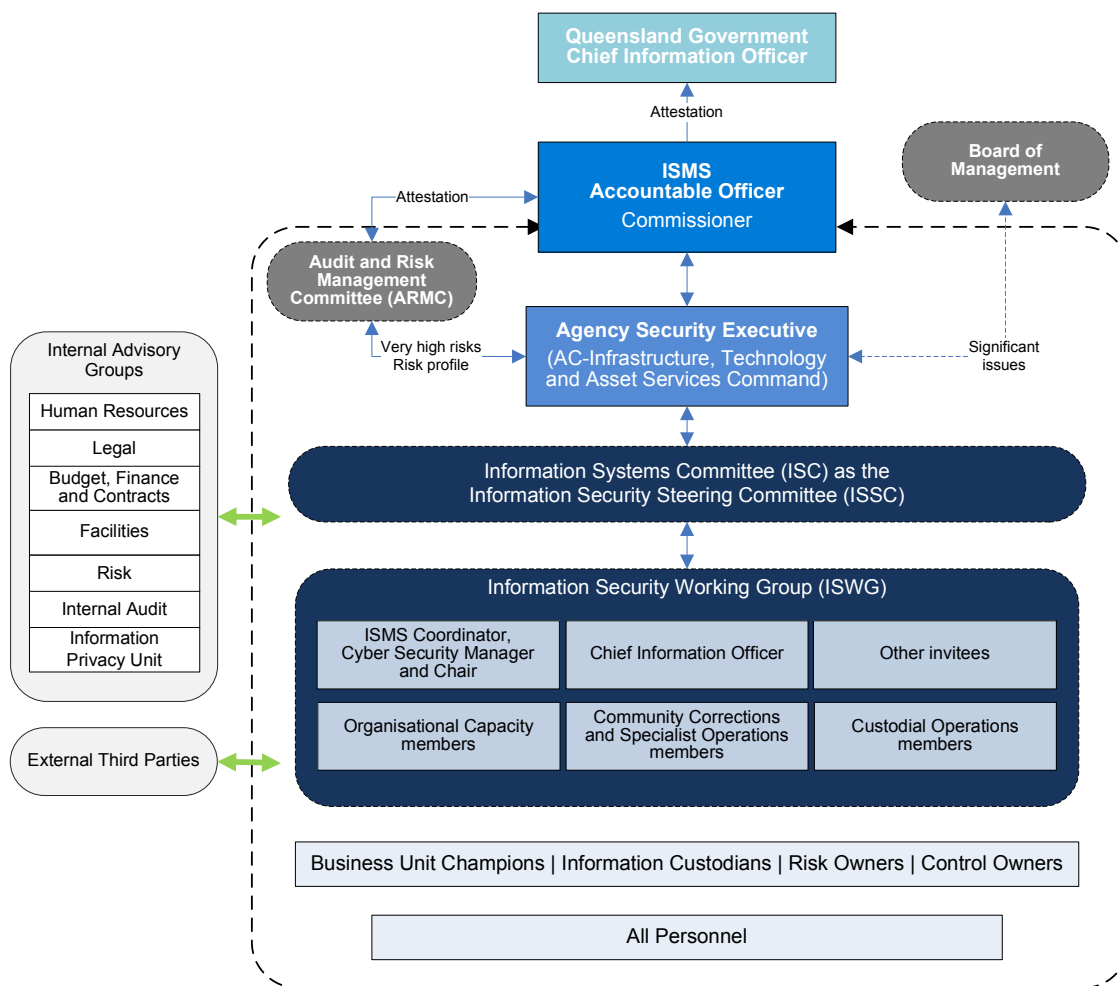 Queensland Government
Chief Information Officer
Attestation
ISMS
Accountable Officer
Commissioner
Board of
Management
Attestation
Audit and Risk
Management
Committee (ARMC)
Agency Security Executive
(AC-Infrastructure, Technology
and Asset Services Command)
Very high risks
Risk profile
Significant
issues
Internal Advisory
Groups
Human Resources
Legal
Budget, Finance
and Contracts
Facilities
Risk
Internal Audit
Information
Privacy Unit
Information Systems Committee (ISC) as the
Information Security Steering Committee (ISSC)
Information Security Working Group (ISWG)
ISMS Coordinator,
Cyber Security Manager
and Chair
Chief Information Officer
Other invitees
Organisational Capacity
members
Community Corrections
and Specialist Operations
members
Custodial Operations
members
External Third Parties
Business Unit Champions | Information Custodians | Risk Owners | Control Owners
All Personnel